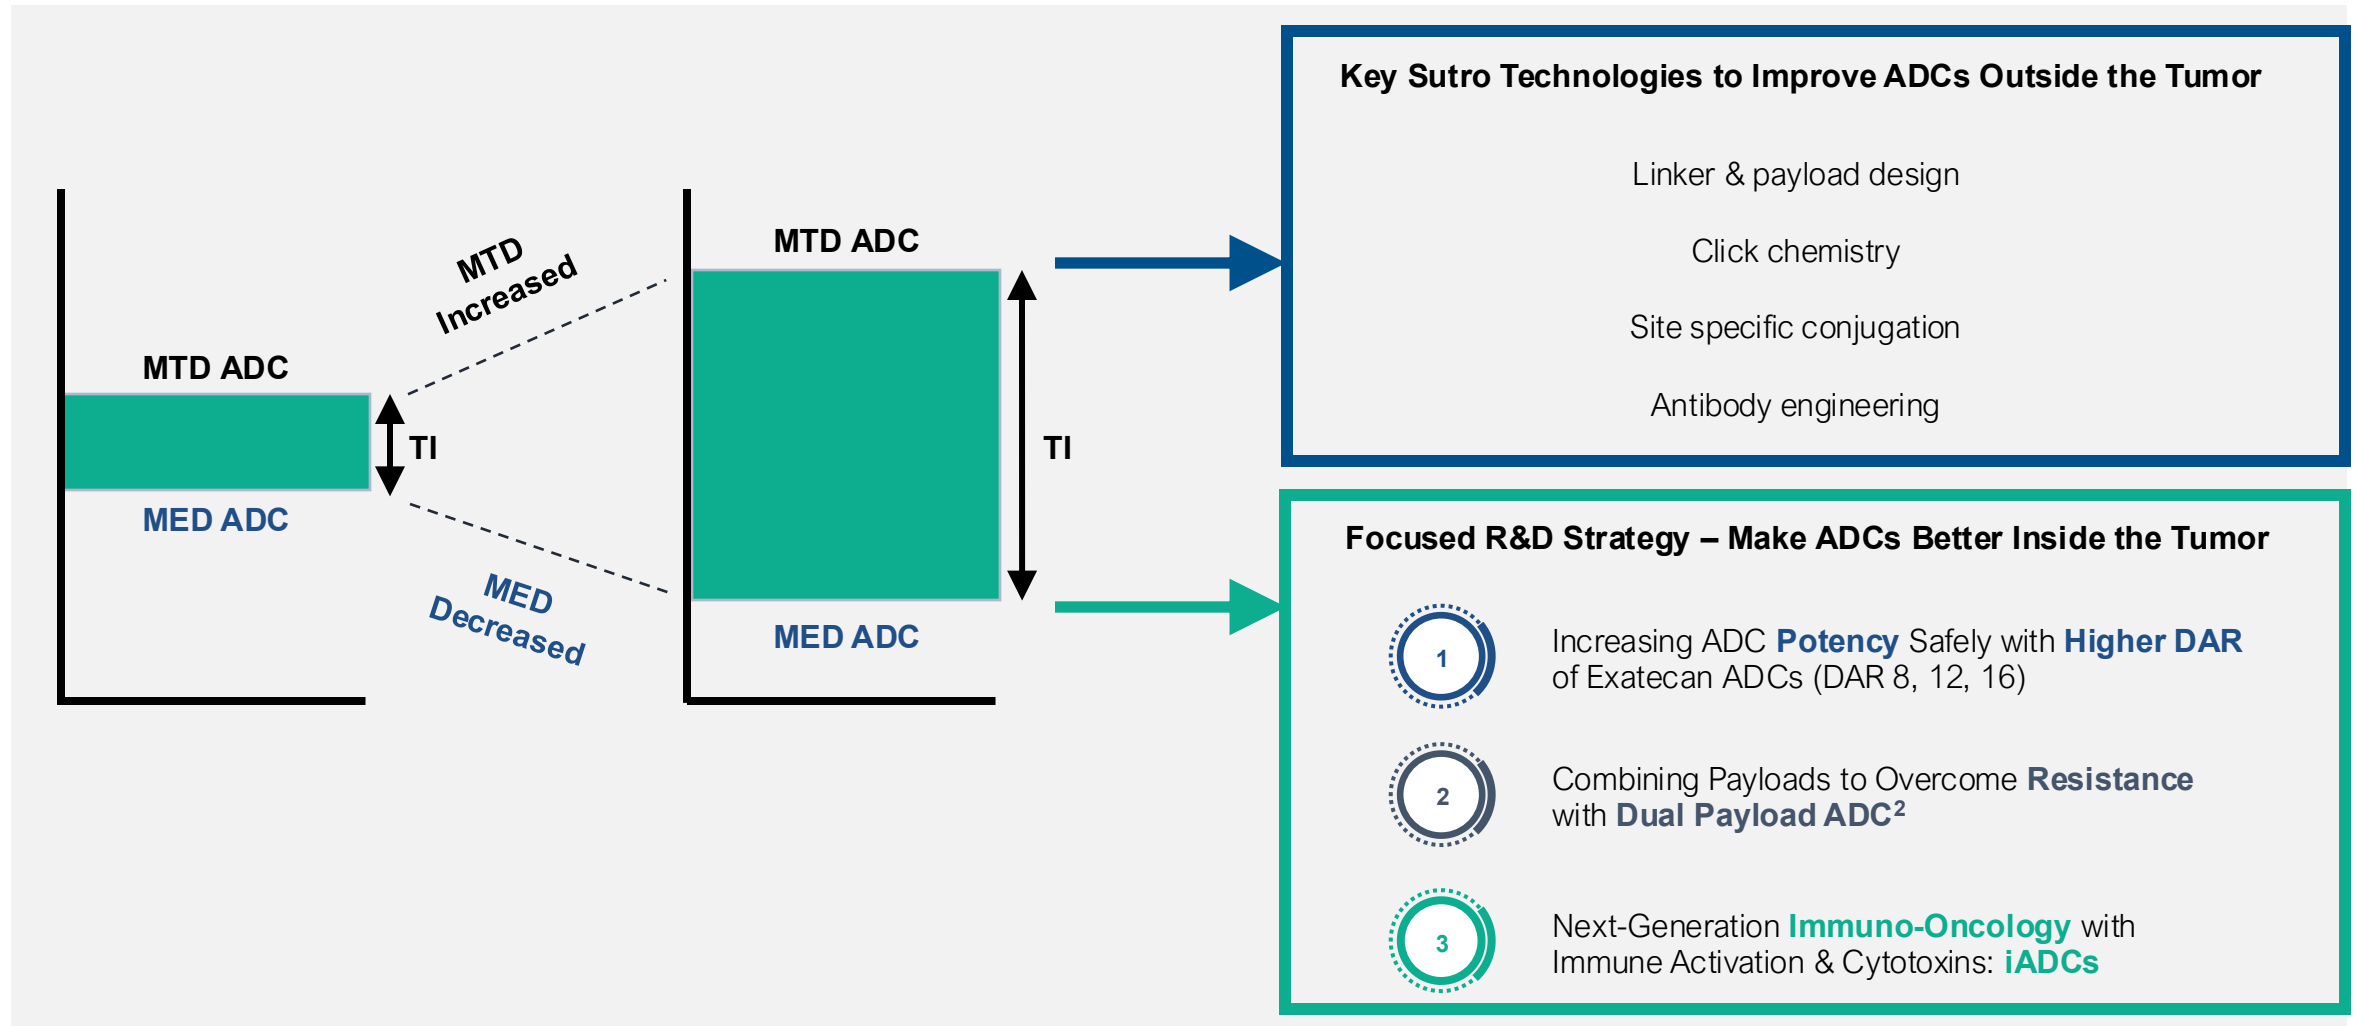 MTD ADC
TI
MED ADC
MTD
Increased
MED
Decreased
MTD ADC
TI
MED ADC
Key Sutro Technologies to Improve ADCs Outside the Tumor
Linker & payload design
Click chemistry
Site specific conjugation
Antibody engineering
Focused R&D Strategy – Make ADCs Better Inside the Tumor
1
Increasing ADC Potency Safely with Higher DAR
of Exatecan ADCs (DAR 8, 12, 16)
2
Combining Payloads to Overcome Resistance
with Dual Payload ADC²
3
Next-Generation Immuno-Oncology with
Immune Activation & Cytotoxins: iADCs